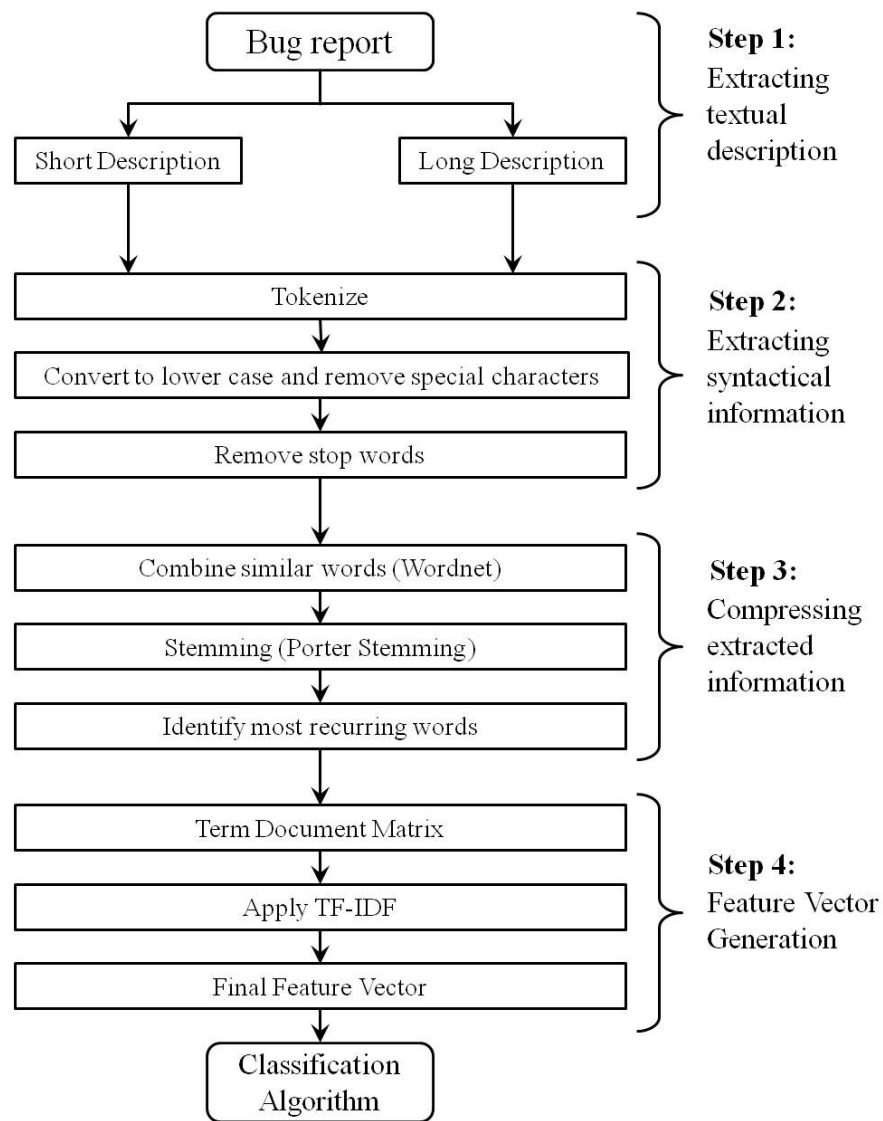 Bug report
Step 1:
Extracting
textual
description
Short Description
Long Description
Tokenize
Convert to lower case and remove special characters
Remove stop words
Step 2:
Extracting
syntactical
information
Combine similar words (Wordnet)
Stemming (Porter Stemming)
Identify most recurring words
Step 3:
Compressing
extracted
information
Term Document Matrix
Apply TF-IDF
Final Feature Vector
Step 4:
Feature Vector
Generation
Classification
Algorithm